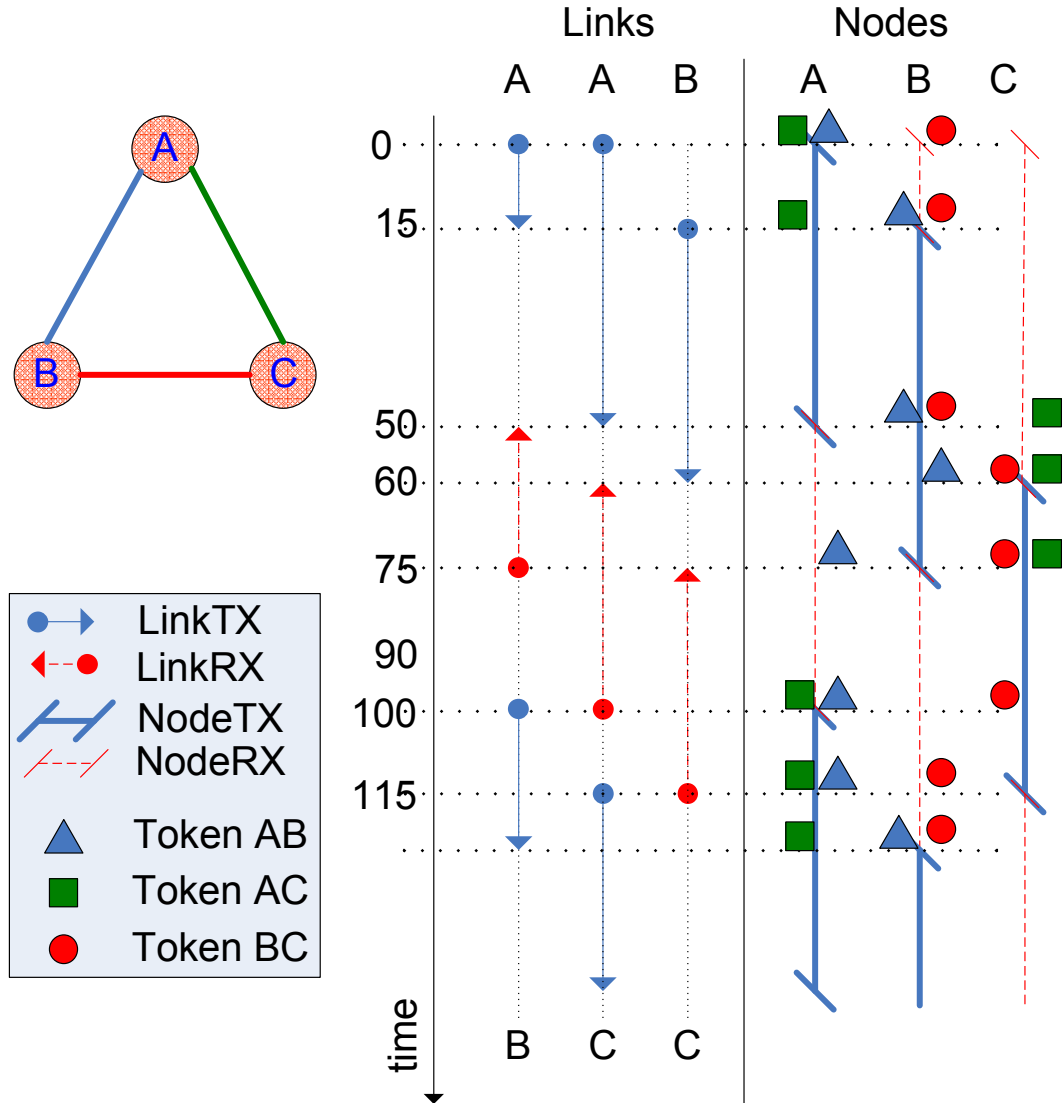 Links Nodes
A A B A B C
A
B C
0
15
50
60
75
90
100
115
LinkTX
LinkRX
NodeTX
NodeRX
Token AB
Token AC
Token BC
time
B C C